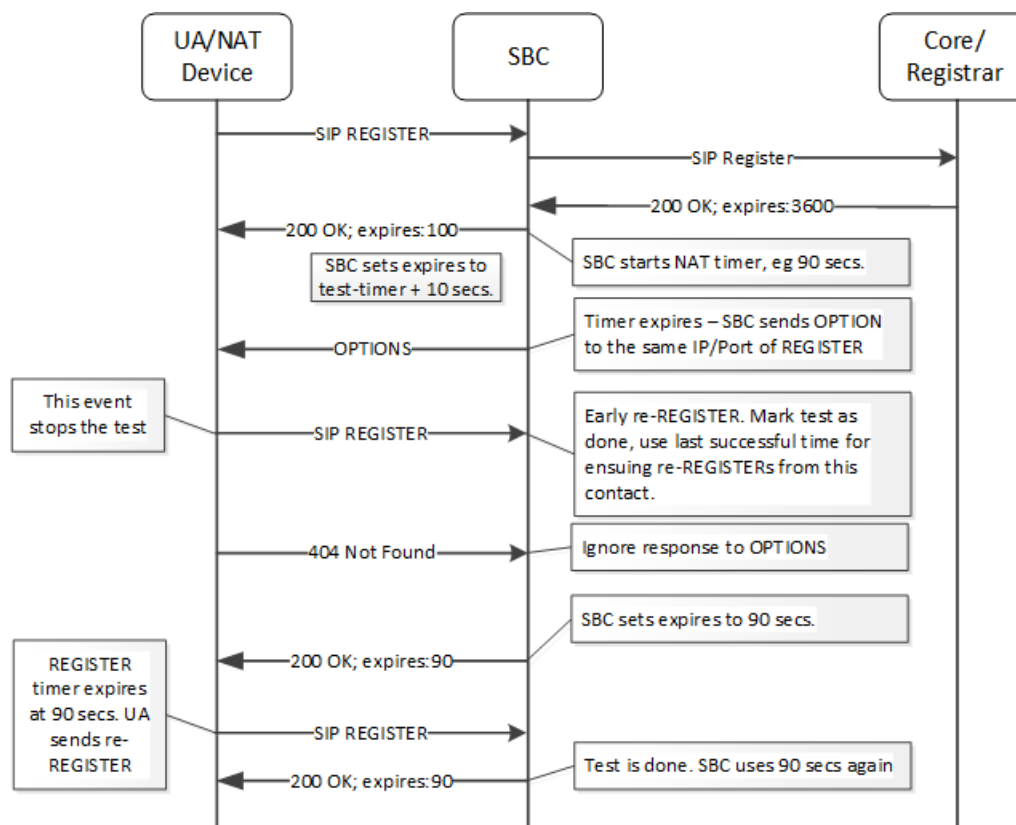 UA/NAT
Device
SBC
Core/
Registrar
SIP REGISTER
SIP Register
200 OK; expires:3600
200 OK; expires:100
SBC sets expires to
test-timer + 10 secs.
SBC starts NAT timer, eg 90 secs.
Timer expires – SBC sends OPTION
to the same IP/Port of REGISTER
OPTIONS
This event
stops the test
SIP REGISTER
Early re-REGISTER. Mark test as
done, use last successful time for
ensuing re-REGISTERs from this
contact.
404 Not Found
Ignore response to OPTIONS
SBC sets expires to 90 secs.
200 OK; expires:90
REGISTER
timer expires
at 90 secs. UA
sends re-
REGISTER
SIP REGISTER
200 OK; expires:90
Test is done. SBC uses 90 secs again